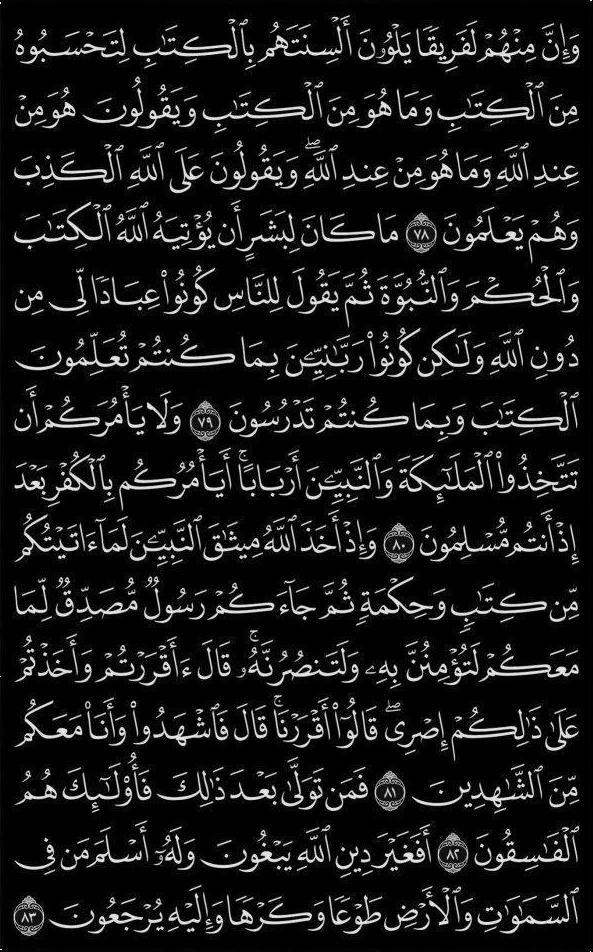 وَإِنَّ مِنْهُمْ لَفَرِيقًا يَلْوُۥنَ أَلْسِنَتَهُم بِٱلْكِتَٰبِ لِتَحْسَبُوهُ
مِنَ ٱلْكِتَٰبِ وَمَا هُوَ مِنَ ٱلْكِتَٰبِ وَيَقُولُونَ هُوَ مِنْ
عِندِ ٱللَّهِ وَمَا هُوَ مِنْ عِندِ ٱللَّهِۖ وَيَقُولُونَ عَلَى ٱللَّهِ ٱلْكَذِبَ
وَهُمْ يَعْلَمُونَ ٧٨ مَا كَانَ لِبَشَرٍ أَن يُؤْتِيَهُ ٱللَّهُ ٱلْكِتَٰبَ
وَٱلْحُكْمَ وَٱلنُّبُوَّةَ ثُمَّ يَقُولَ لِلنَّاسِ كُونُوا۟ عِبَادًا لِّى مِن
دُونِ ٱللَّهِ وَلَٰكِن كُونُوا۟ رَبَّٰنِيِّۦنَ بِمَا كُنتُمْ تُعَلِّمُونَ
ٱلْكِتَٰبَ وَبِمَا كُنتُمْ تَدْرُسُونَ ٧٩ وَلَا يَأْمُرَكُمْ أَن
تَتَّخِذُوا۟ ٱلْمَلَٰٓئِكَةَ وَٱلنَّبِيِّۦنَ أَرْبَابًاۗ أَيَأْمُرُكُم بِٱلْكُفْرِ بَعْدَ
إِذْ أَنتُم مُّسْلِمُونَ ٨٠ وَإِذْ أَخَذَ ٱللَّهُ مِيثَٰقَ ٱلنَّبِيِّۦنَ لَمَآ ءَاتَيْتُكُم
مِّن كِتَٰبٍ وَحِكْمَةٍ ثُمَّ جَآءَكُمْ رَسُولٌ مُّصَدِّقٌ لِّمَا
مَعَكُمْ لَتُؤْمِنُنَّ بِهِۦ وَلَتَنصُرُنَّهُۥۚ قَالَ ءَأَقْرَرْتُمْ وَأَخَذْتُمْ
عَلَىٰ ذَٰلِكُمْ إِصْرِىۖ قَالُوٓا۟ أَقْرَرْنَاۚ قَالَ فَٱشْهَدُوا۟ وَأَنَا۠ مَعَكُم
مِّنَ ٱلشَّٰهِدِينَ ٨١ فَمَن تَوَلَّىٰ بَعْدَ ذَٰلِكَ فَأُو۟لَٰٓئِكَ هُمُ
ٱلْفَٰسِقُونَ ٨٢ أَفَغَيْرَ دِينِ ٱللَّهِ يَبْغُونَ وَلَهُۥٓ أَسْلَمَ مَن فِى
ٱلسَّمَٰوَٰتِ وَٱلْأَرْضِ طَوْعًا وَكَرْهًا وَإِلَيْهِ يُرْجَعُونَ ٨٣